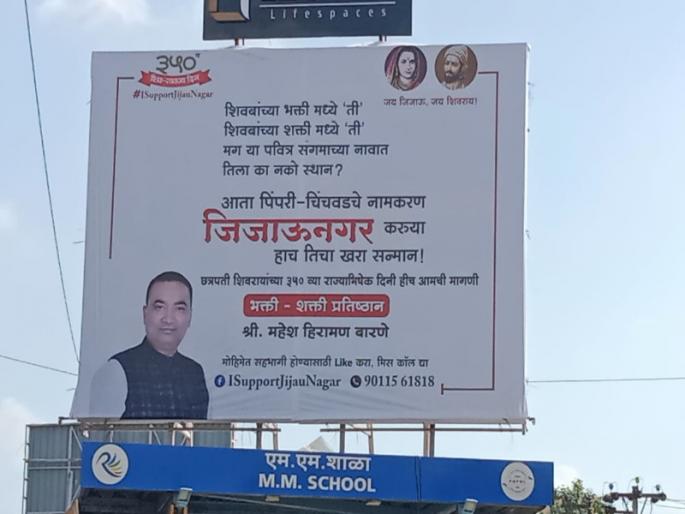 Lifespaces
३५०
शिव-राज्याभिषेक दिन
#ISupportJijauNagar
जय जिजाऊ, जय शिवराय!
शिवबांच्या भक्ती मध्ये ‘ती’
शिवबांच्या शक्ती मध्ये ‘ती’
मग या पवित्र संगमाच्या नावात
तिला का नको स्थान?
आता पिंपरी-चिंचवडचे नामकरण
जिजाऊनगर करुया
हाच तिचा खरा सन्मान!
छत्रपती शिवरायांच्या ३५० व्या राज्याभिषेक दिनी हीच आमची मागणी
भक्ती - शक्ती प्रतिष्ठान
श्री. महेश हिरामण बारणे
मोहिमेत सहभागी होण्यासाठी Like करा, मिस कॉल द्या
ISupportJijauNagar 90115 61818
एम.एम.शाळा
M.M. SCHOOL